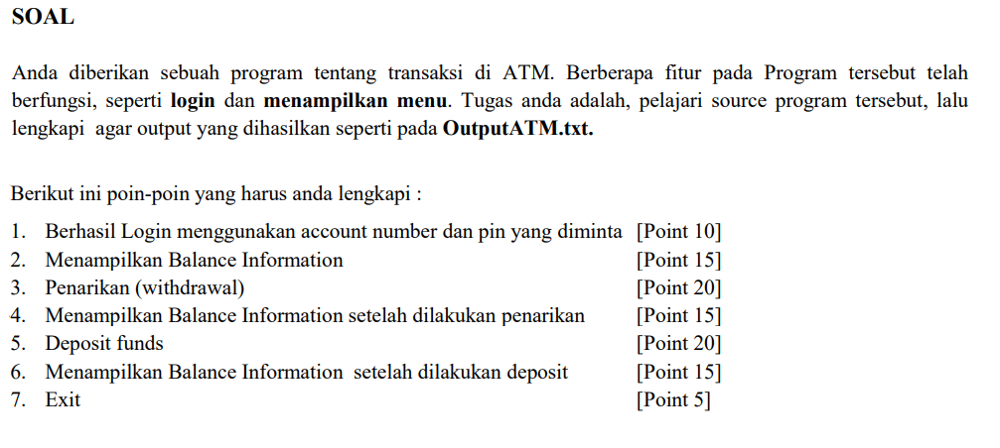 SOAL
Anda diberikan sebuah program tentang transaksi di ATM. Berberapa fitur pada Program tersebut telah
berfungsi, seperti login dan menampilkan menu. Tugas anda adalah, pelajari source program tersebut, lalu
lengkapi agar output yang dihasilkan seperti pada OutputATM.txt.
Berikut ini poin-poin yang harus anda lengkapi :
1. Berhasil Login menggunakan account number dan pin yang diminta [Point 10]
2. Menampilkan Balance Information [Point 15]
3. Penarikan (withdrawal) [Point 20]
4. Menampilkan Balance Information setelah dilakukan penarikan [Point 15]
5. Deposit funds [Point 20]
6. Menampilkan Balance Information setelah dilakukan deposit [Point 15]
7. Exit [Point 5]